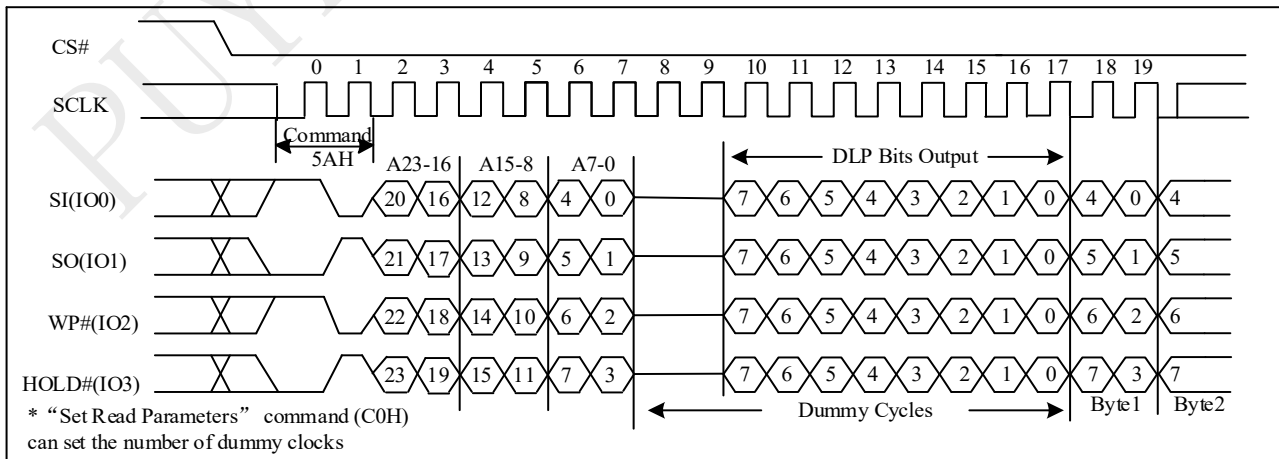 PUY
CS#
0 1 2 3 4 5 6 7 8 9 10 11 12 13 14 15 16 17 18 19
SCLK
Command
5AH
A23-16 A15-8 A7-0 DLP Bits Output
SI(IO0) 20 16 12 8 4 0 7 6 5 4 3 2 1 0 4 0 4
SO(IO1) 21 17 13 9 5 1 7 6 5 4 3 2 1 0 5 1 5
WP#(IO2) 22 18 14 10 6 2 7 6 5 4 3 2 1 0 6 2 6
HOLD#(IO3) 23 19 15 11 7 3 7 6 5 4 3 2 1 0 7 3 7
Dummy Cycles Byte1 Byte2
* “Set Read Parameters” command (C0H)
can set the number of dummy clocks